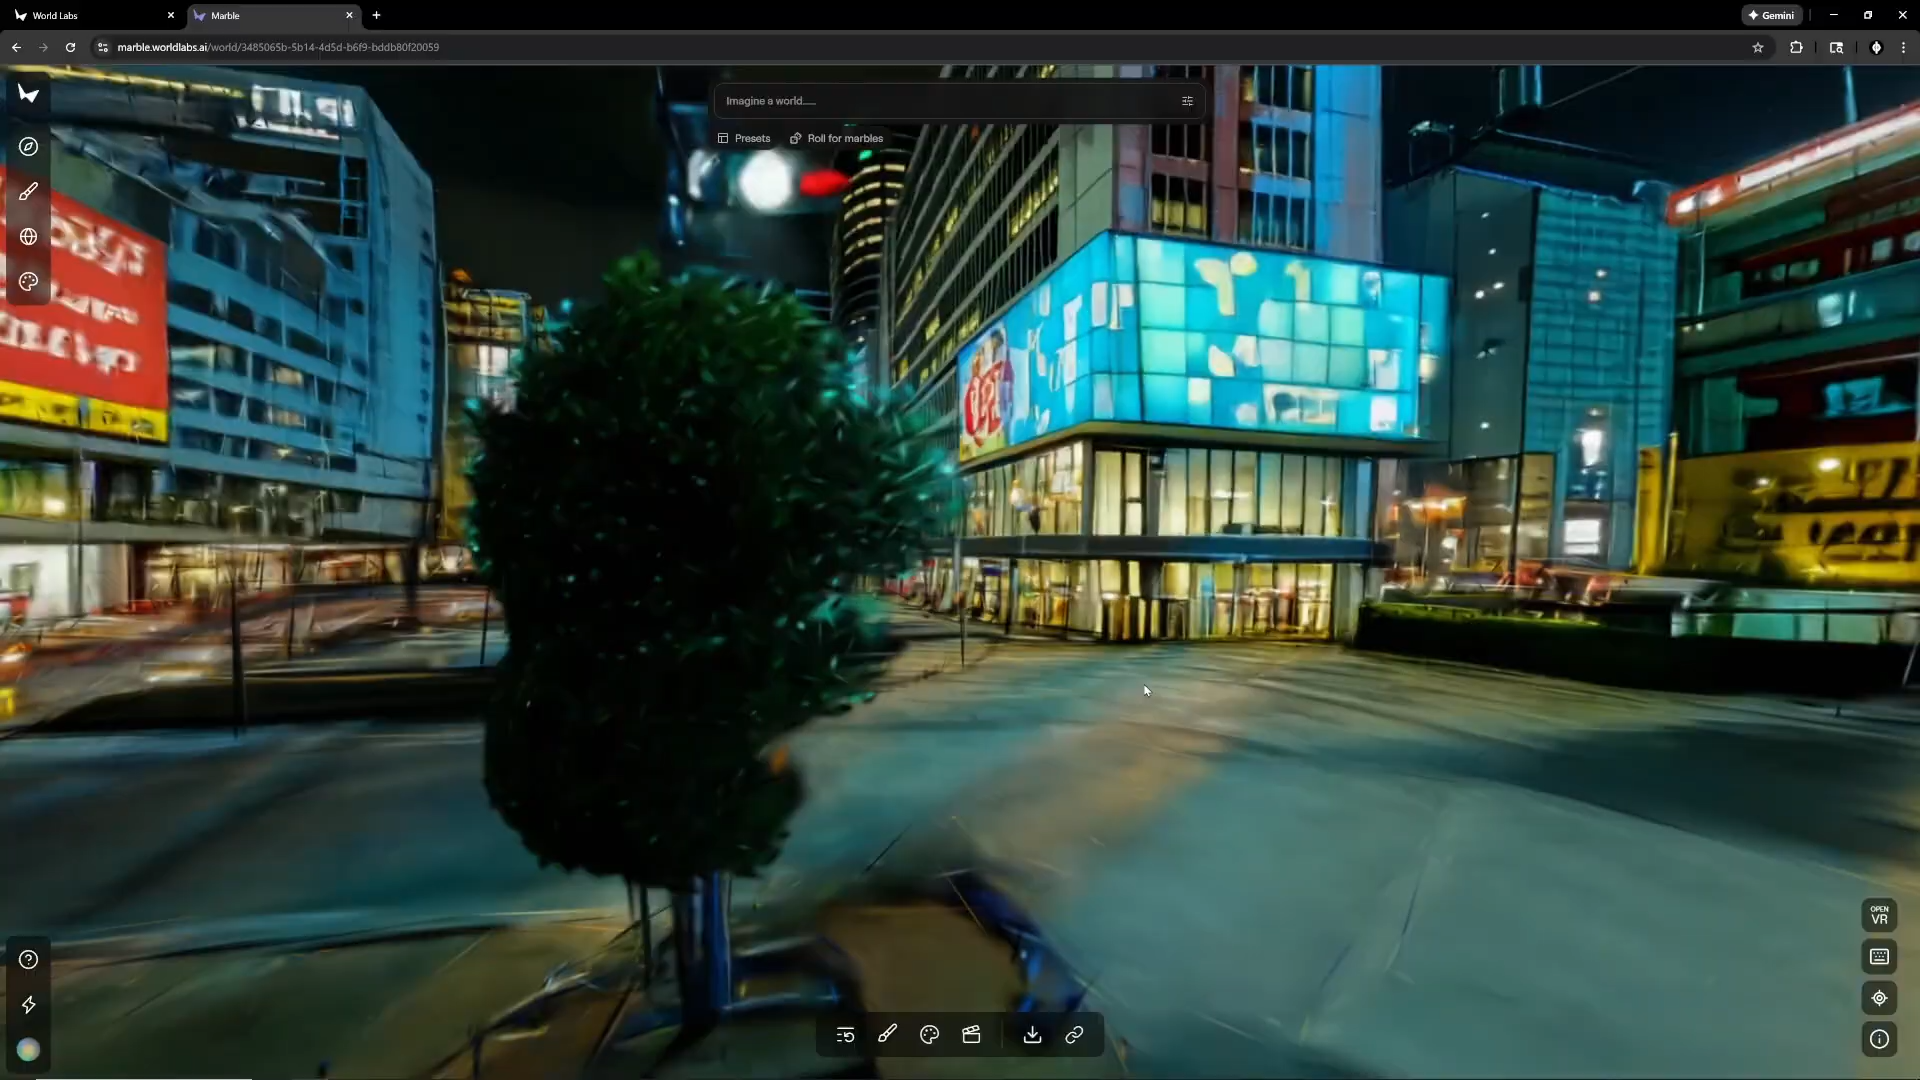 World Labs
Marble
Gemini
marble.worldlabs.ai/world/3485065b-5b14-4d5d-b6f9-bddb80f20059
Imagine a world.....
Presets
Roll for marbles
OPEN
VR